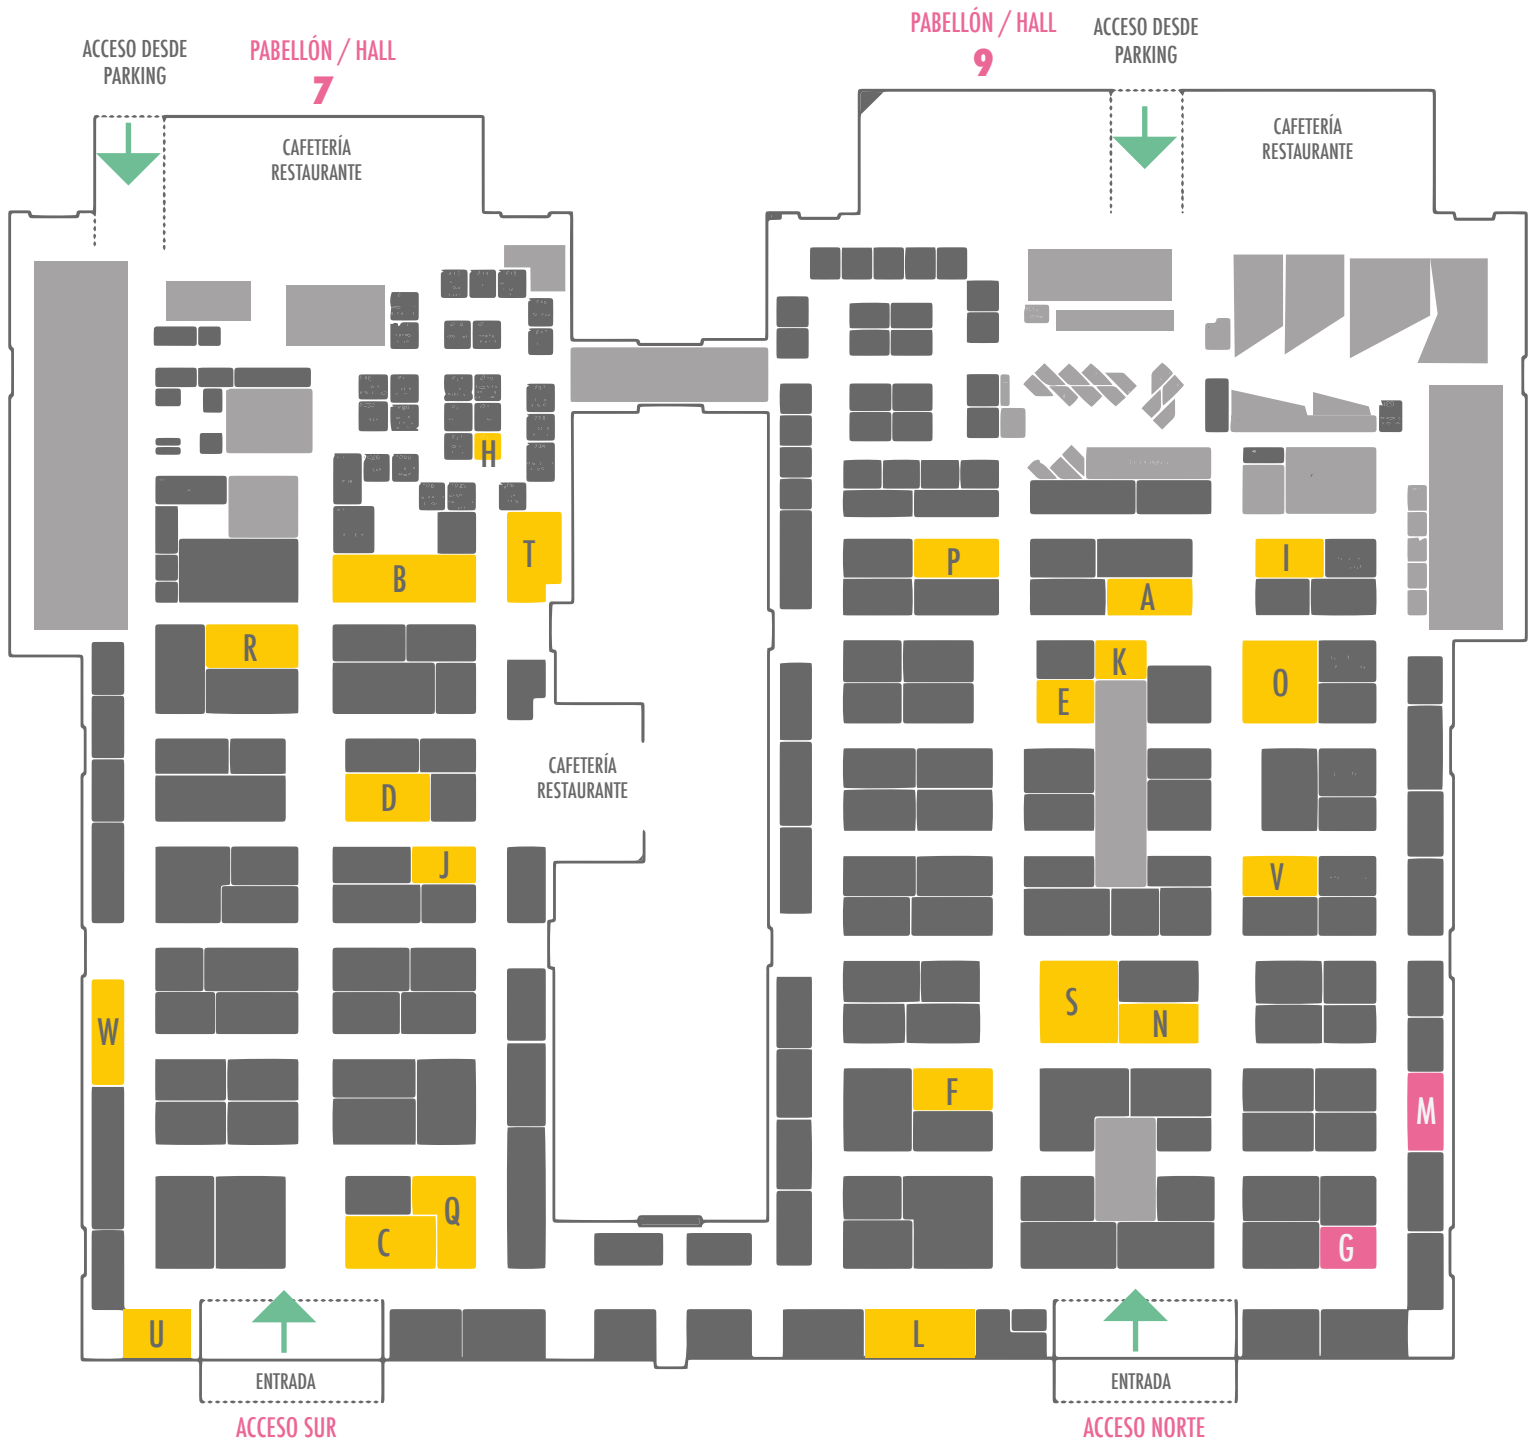 PABELLÓN / HALL
9
ACCESO DESDE
PARKING
ACCESO DESDE
PARKING
PABELLÓN / HALL
7
CAFETERÍA
RESTAURANTE
CAFETERÍA
RESTAURANTE
H
T
B
P
I
A
R
K
E
O
CAFETERÍA
RESTAURANTE
D
J
V
W
S
N
F
M
Q
C
G
U
L
ENTRADA
ENTRADA
ACCESO SUR
ACCESO NORTE